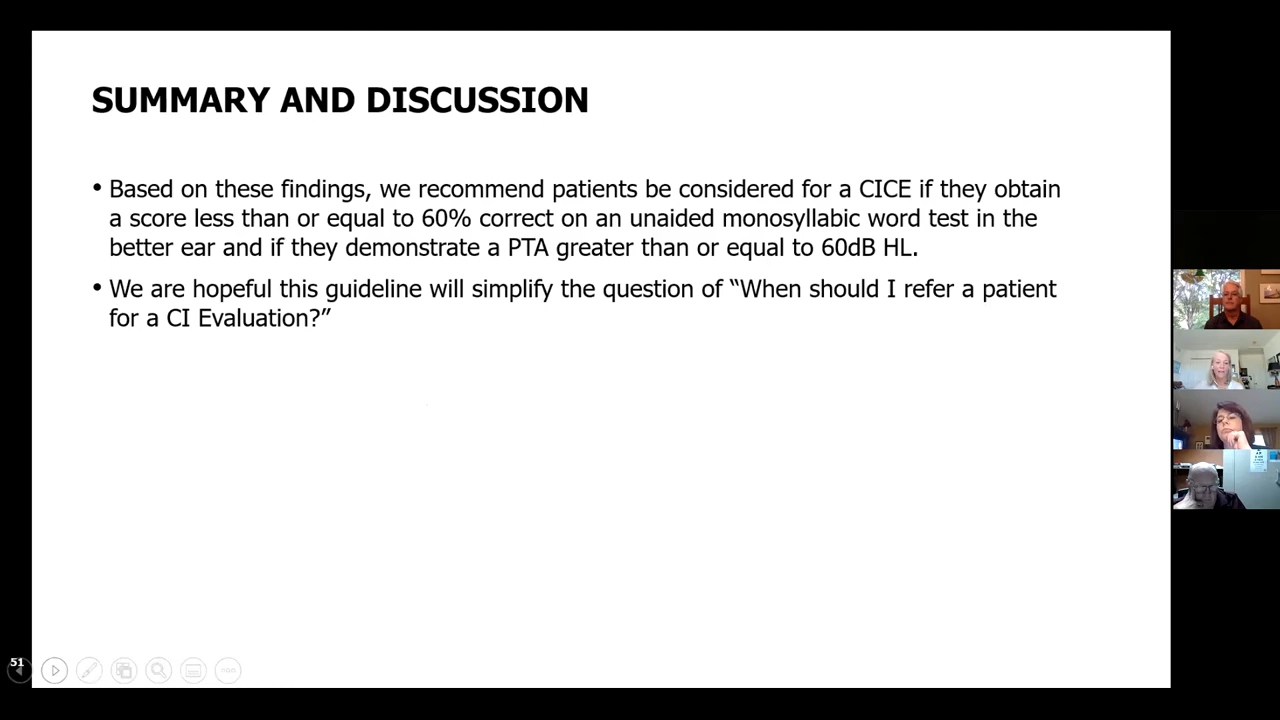 SUMMARY AND DISCUSSION
• Based on these findings, we recommend patients be considered for a CICE if they obtain
a score less than or equal to 60% correct on an unaided monosyllabic word test in the
better ear and if they demonstrate a PTA greater than or equal to 60dB HL.
• We are hopeful this guideline will simplify the question of “When should I refer a patient
for a CI Evaluation?”
51